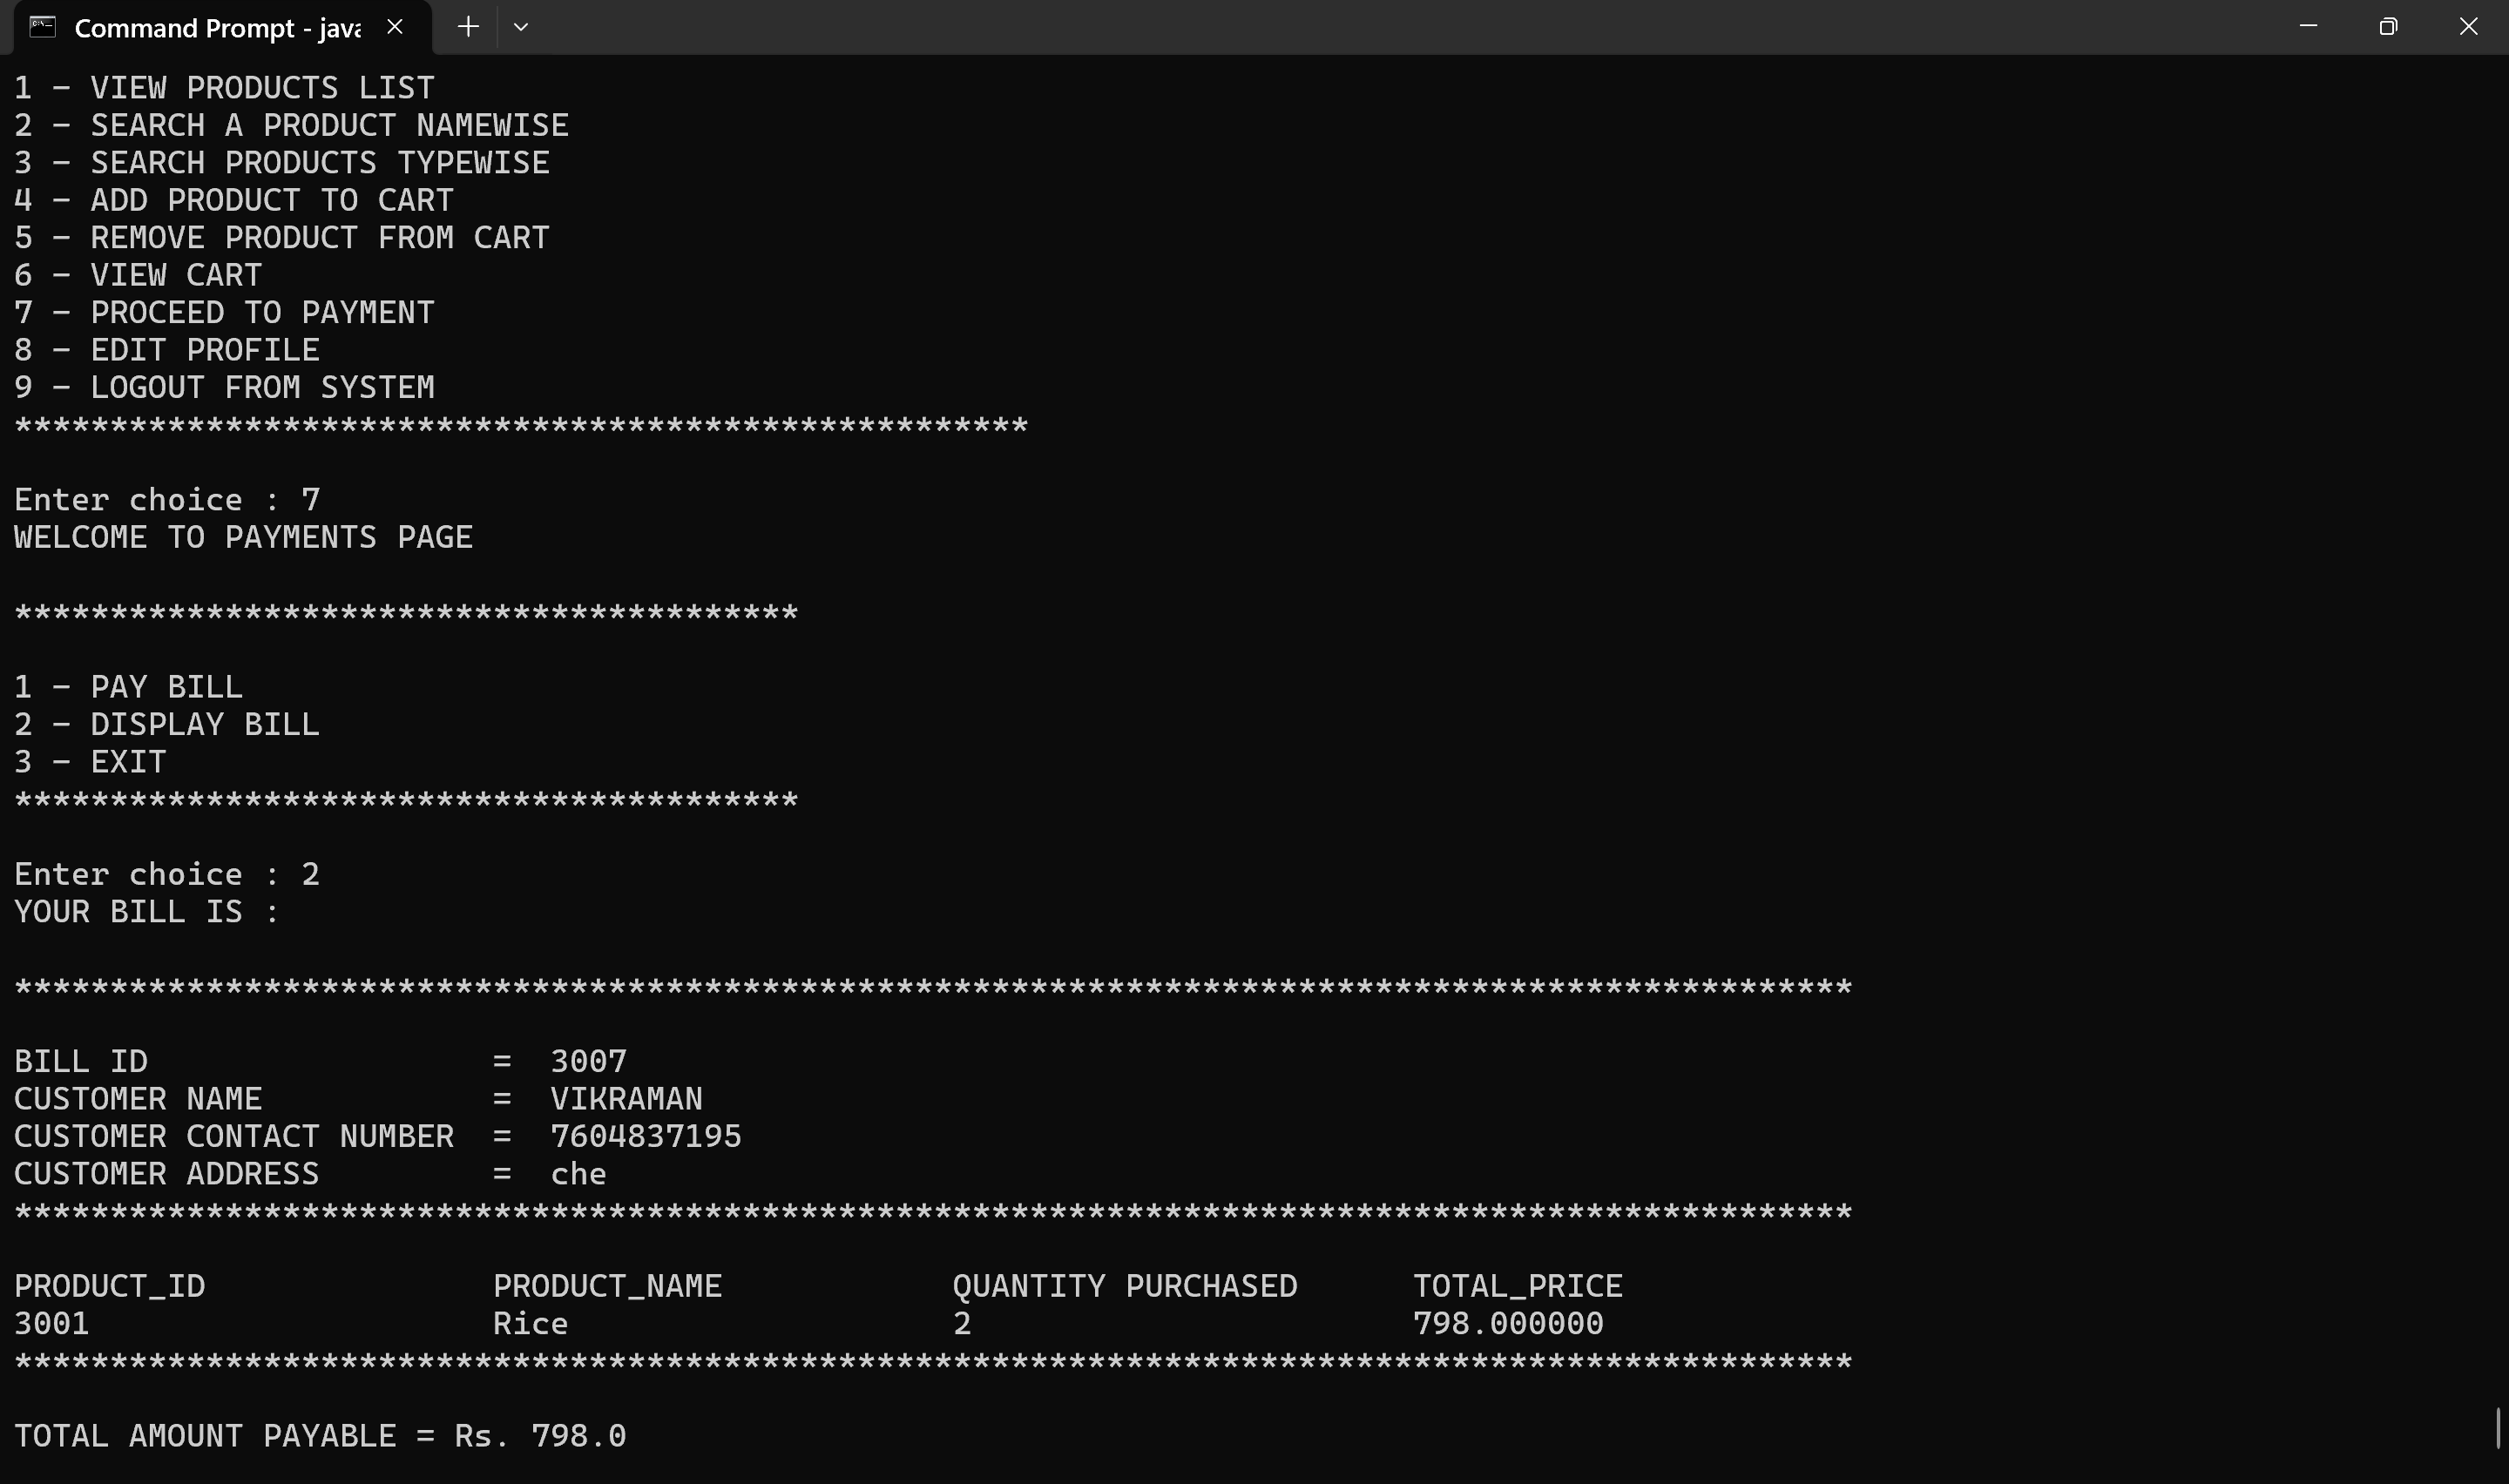 Command Prompt - java
1 - VIEW PRODUCTS LIST
2 - SEARCH A PRODUCT NAMEWISE
3 - SEARCH PRODUCTS TYPEWISE
4 - ADD PRODUCT TO CART
5 - REMOVE PRODUCT FROM CART
6 - VIEW CART
7 - PROCEED TO PAYMENT
8 - EDIT PROFILE
9 - LOGOUT FROM SYSTEM
*****************************************************

Enter choice : 7
WELCOME TO PAYMENTS PAGE

*****************************************

1 - PAY BILL
2 - DISPLAY BILL
3 - EXIT
*****************************************

Enter choice : 2
YOUR BILL IS :

************************************************************************************************

BILL ID                  =  3007
CUSTOMER NAME            =  VIKRAMAN
CUSTOMER CONTACT NUMBER  =  7604837195
CUSTOMER ADDRESS         =  che
************************************************************************************************

PRODUCT_ID               PRODUCT_NAME            QUANTITY PURCHASED      TOTAL_PRICE
3001                     Rice                    2                       798.000000
************************************************************************************************

TOTAL AMOUNT PAYABLE = Rs. 798.0